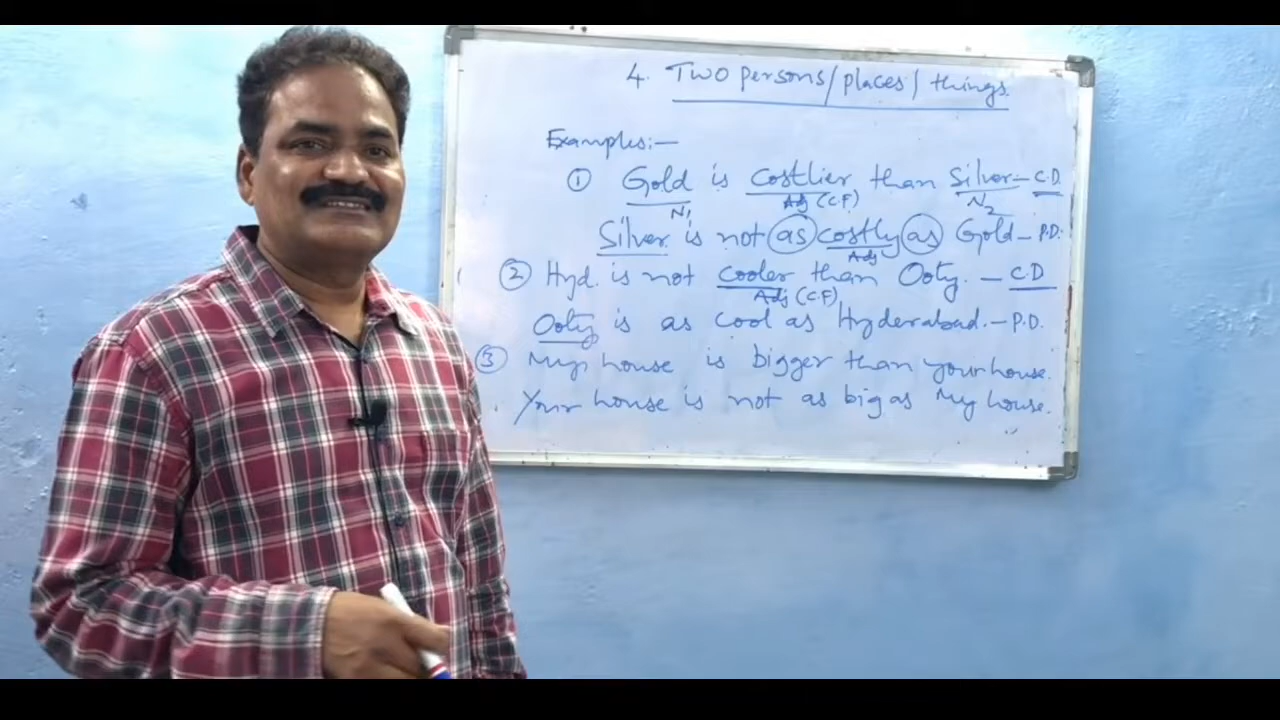 4. Two persons/places/things.
Examples:-
① Gold is costlier than Silver - C.D.
N1 Adj (C.F) N2
Silver is not as costly as Gold - P.D.
Adj
② Hyd. is not cooler than Ooty. - C.D
Adj (C.F)
Ooty is as cool as Hyderabad. - P.D.
③ My house is bigger than your house.
Your house is not as big as My house.